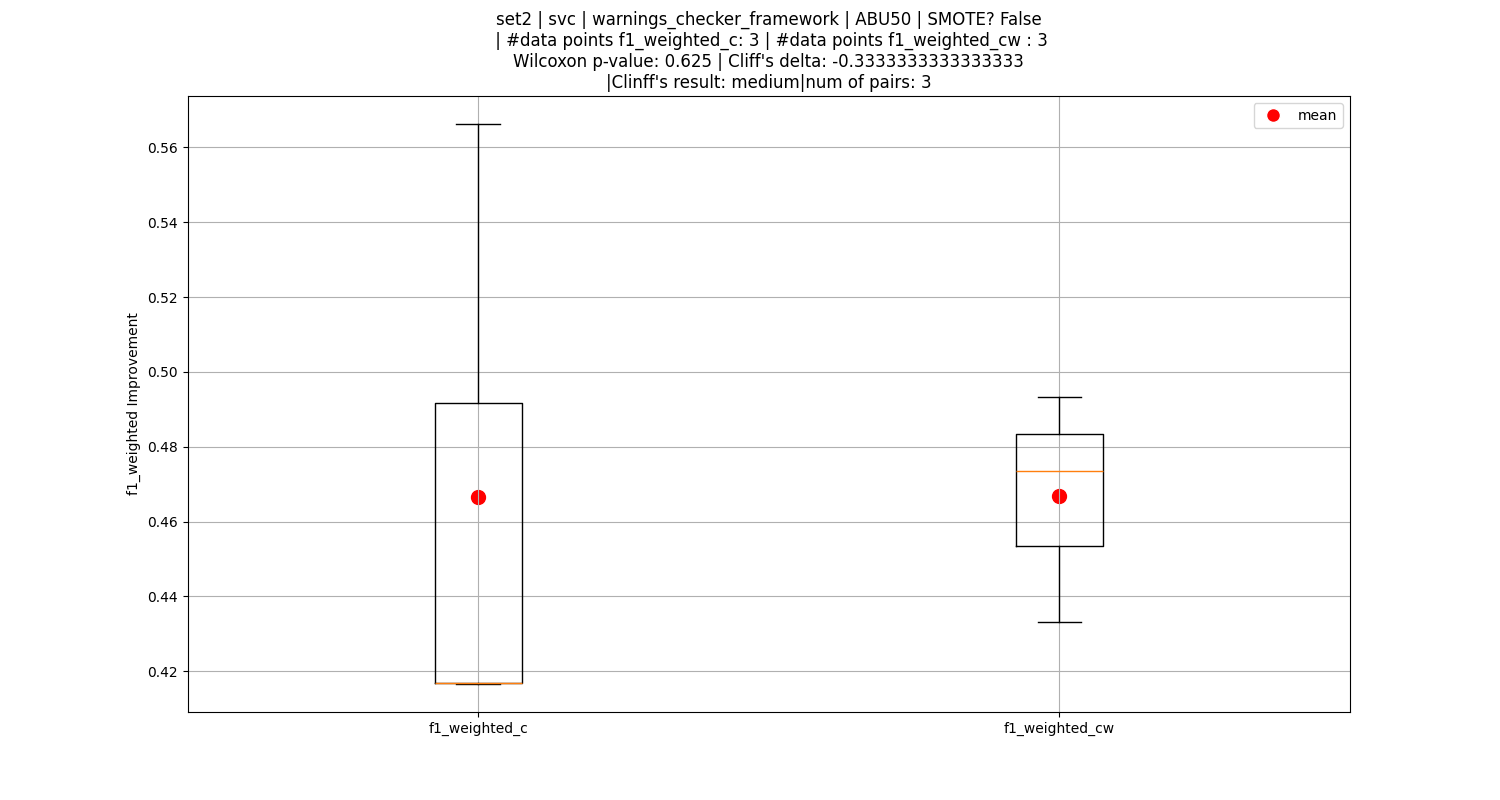 set2 | svc | warnings_checker_framework | ABU50 | SMOTE? False
| #data points f1_weighted_c: 3 | #data points f1_weighted_cw : 3
Wilcoxon p-value: 0.625 | Cliff's delta: -0.3333333333333333
|Clinff's result: medium|num of pairs: 3
mean
0.56
0.54
0.52
0.50
0.48
0.46
0.44
0.42
f1_weighted Improvement
f1_weighted_c
f1_weighted_cw